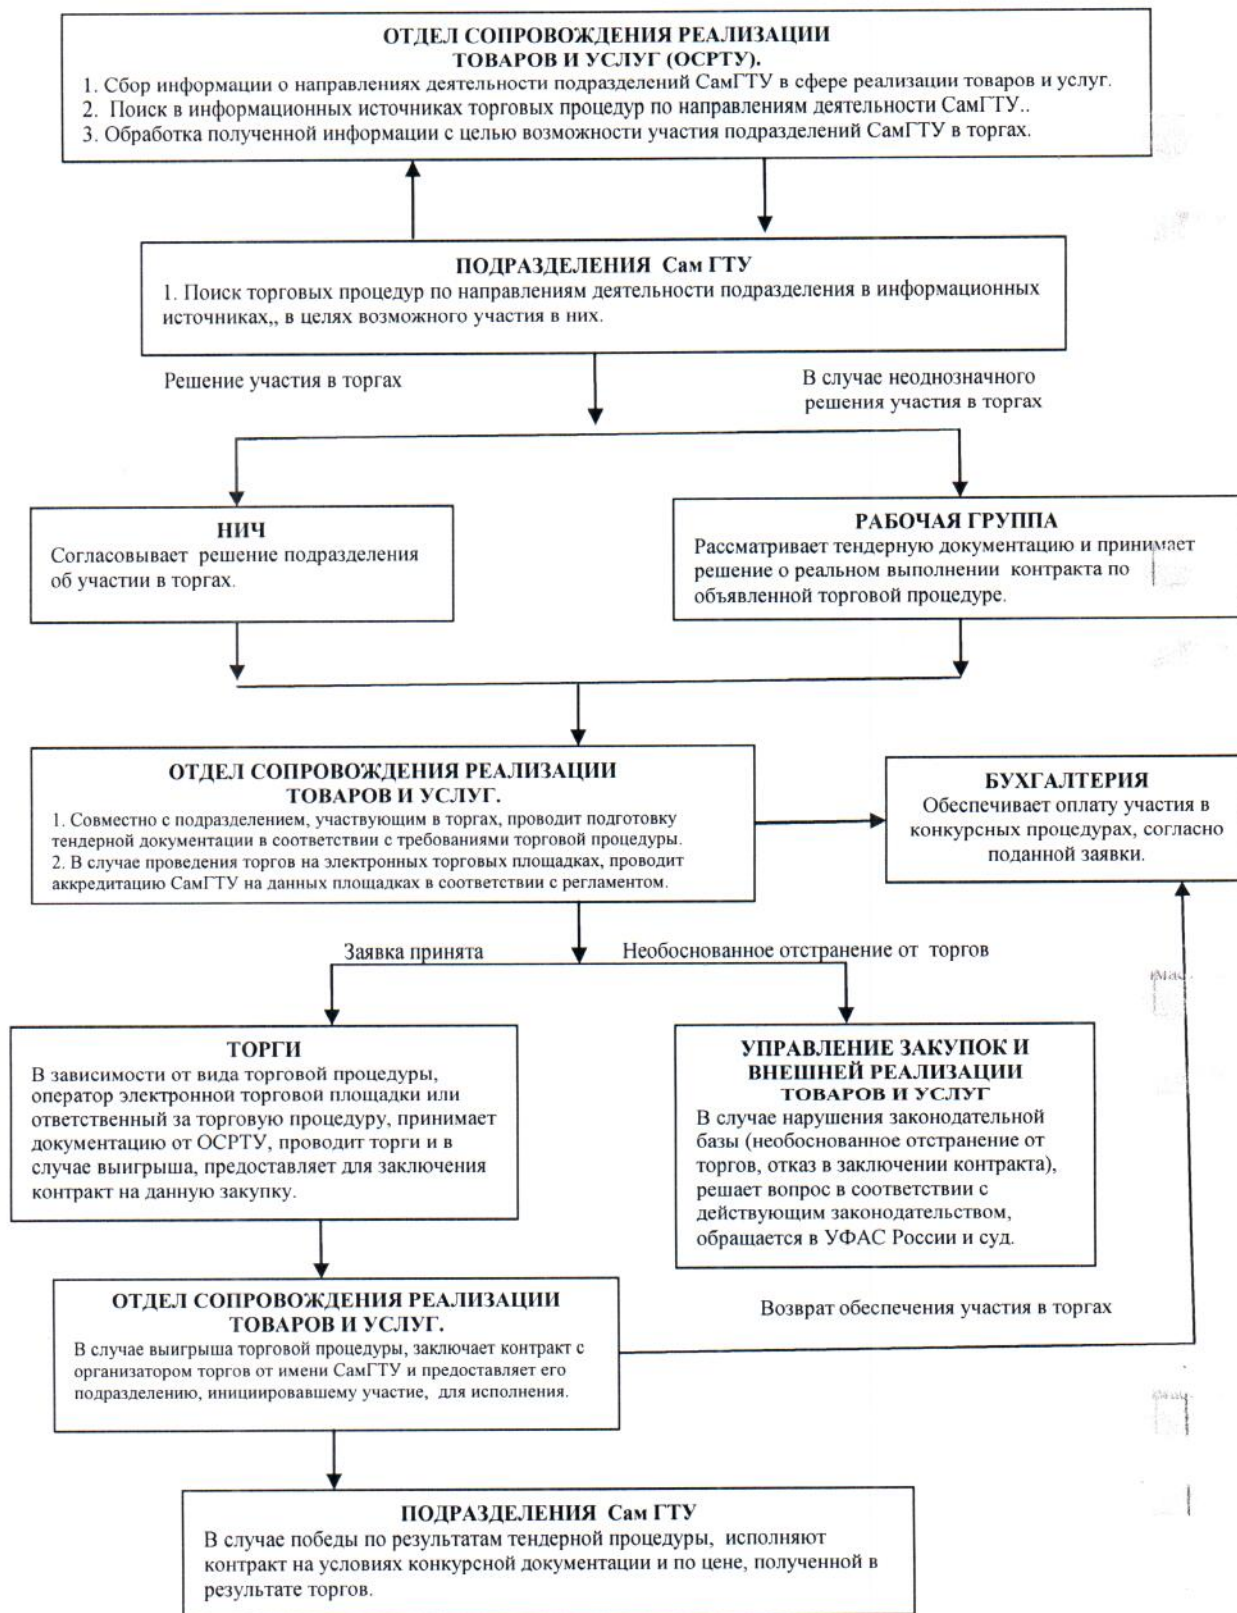 ОТДЕЛ СОПРОВОЖДЕНИЯ РЕАЛИЗАЦИИ
ТОВАРОВ И УСЛУГ (ОСРТУ).
1. Сбор информации о направлениях деятельности подразделений СамГТУ в сфере реализации товаров и услуг.
2. Поиск в информационных источниках торговых процедур по направлениям деятельности СамГТУ..
3. Обработка полученной информации с целью возможности участия подразделений СамГТУ в торгах.
ПОДРАЗДЕЛЕНИЯ Сам ГТУ
1. Поиск торговых процедур по направлениям деятельности подразделения в информационных
источниках,, в целях возможного участия в них.
Решение участия в торгах
В случае неоднозначного
решения участия в торгах
НИЧ
Согласовывает решение подразделения
об участии в торгах.
РАБОЧАЯ ГРУППА
Рассматривает тендерную документацию и принимает
решение о реальном выполнении контракта по
объявленной торговой процедуре.
ОТДЕЛ СОПРОВОЖДЕНИЯ РЕАЛИЗАЦИИ
ТОВАРОВ И УСЛУГ.
1. Совместно с подразделением, участвующим в торгах, проводит подготовку
тендерной документации в соответствии с требованиями торговой процедуры.
2. В случае проведения торгов на электронных торговых площадках, проводит
аккредитацию СамГТУ на данных площадках в соответствии с регламентом.
БУХГАЛТЕРИЯ
Обеспечивает оплату участия в
конкурсных процедурах, согласно
поданной заявки.
Заявка принята
Необоснованное отстранение от торгов
ТОРГИ
В зависимости от вида торговой процедуры,
оператор электронной торговой площадки или
ответственный за торговую процедуру, принимает
документацию от ОСРТУ, проводит торги и в
случае выигрыша, предоставляет для заключения
контракт на данную закупку.
УПРАВЛЕНИЕ ЗАКУПОК И
ВНЕШНЕЙ РЕАЛИЗАЦИИ
ТОВАРОВ И УСЛУГ
В случае нарушения законодательной
базы (необоснованное отстранение от
торгов, отказ в заключении контракта),
решает вопрос в соответствии с
действующим законодательством,
обращается в УФАС России и суд.
ОТДЕЛ СОПРОВОЖДЕНИЯ РЕАЛИЗАЦИИ
ТОВАРОВ И УСЛУГ.
В случае выигрыша торговой процедуры, заключает контракт с
организатором торгов от имени СамГТУ и предоставляет его
подразделению, инициировавшему участие, для исполнения.
Возврат обеспечения участия в торгах
ПОДРАЗДЕЛЕНИЯ Сам ГТУ
В случае победы по результатам тендерной процедуры, исполняют
контракт на условиях конкурсной документации и по цене, полученной в
результате торгов.